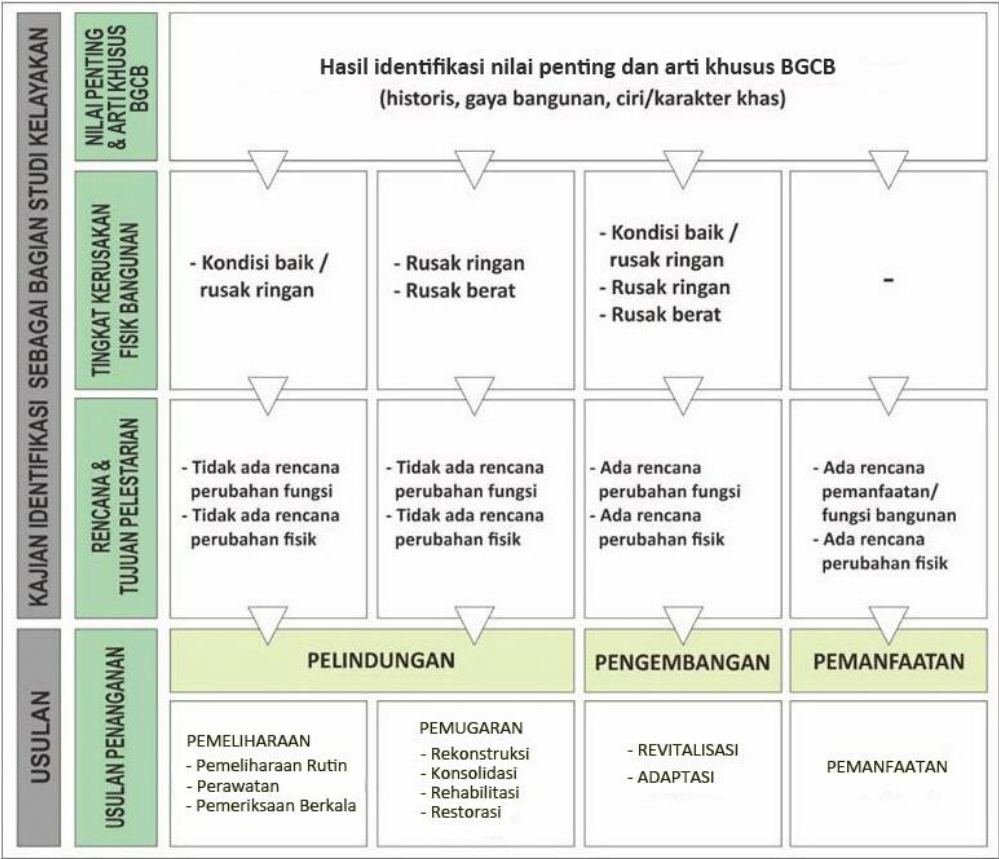 KAJIAN IDENTIFIKASI SEBAGAI BAGIAN STUDI KELAYAKAN
NILAI PENTING
& ARTI KHUSUS
BGCB
Hasil identifikasi nilai penting dan arti khusus BGCB
(historis, gaya bangunan, ciri/karakter khas)
TINGKAT KERUSAKAN
FISIK BANGUNAN
- Kondisi baik /
rusak ringan
- Rusak ringan
- Rusak berat
- Kondisi baik /
rusak ringan
- Rusak ringan
- Rusak berat
-
RENCANA &
TUJUAN PELESTARIAN
- Tidak ada rencana
perubahan fungsi
- Tidak ada rencana
perubahan fisik
- Tidak ada rencana
perubahan fungsi
- Tidak ada rencana
perubahan fisik
- Ada rencana
perubahan fungsi
- Ada rencana
perubahan fisik
- Ada rencana
pemanfaatan/
fungsi bangunan
- Ada rencana
perubahan fisik
USULAN
USULAN PENANGANAN
PELINDUNGAN
PENGEMBANGAN
PEMANFAATAN
PEMELIHARAAN
- Pemeliharaan Rutin
- Perawatan
- Pemeriksaan Berkala
PEMUGARAN
- Rekonstruksi
- Konsolidasi
- Rehabilitasi
- Restorasi
- REVITALISASI
- ADAPTASI
PEMANFAATAN